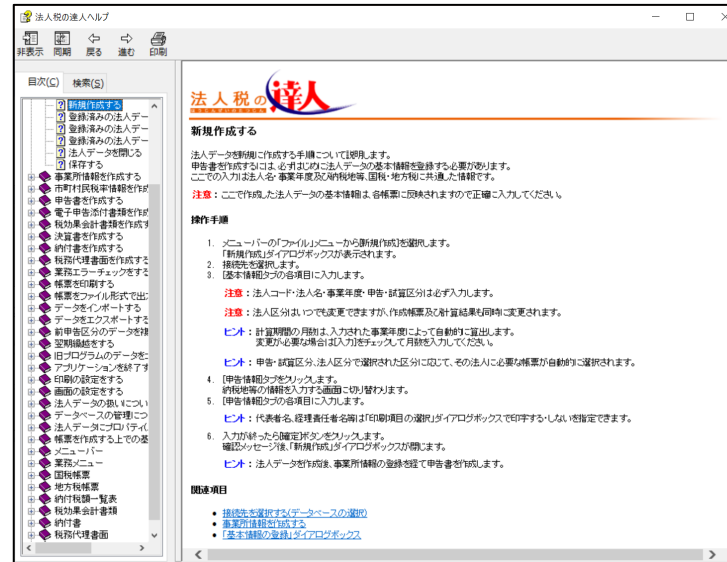 法人税の達人ヘルプ
非表示 同期 戻る 進む 印刷
目次(C) 検索(S)
新規作成する
登録済みの法人デー
登録済みの法人デー
登録済みの法人デー
法人データを閉じる
保存する
事業所情報を作成する
市町村民税率情報を作成
申告書を作成する
電子申告添付書類を作成
税効果会計書類を作成す
決算書を作成する
納付書を作成する
税務代理書面を作成する
業務エラーチェックをする
帳票を印刷する
帳票をファイル形式で出
データをインポートする
データをエクスポートする
前申告区分のデータを複
翌期繰越をする
旧プログラムのデータを
アプリケーションを終了す
印刷の設定をする
画面の設定をする
法人データの扱いについ
データベースの管理につ
法人データにプロパティ(
帳票を作成する上での基
メニューバー
業務メニュー
国税帳票
地方税帳票
納付税額一覧表
税効果会計書類
納付書
税務代理書面
法人税の達人
新規作成する
法人データを新規に作成する手順について説明します。
申告書を作成するには、必ずはじめに法人データの基本情報を登録する必要があります。
ここでの入力は法人名・事業年度及び納税地等、国税・地方税に共通した情報です。
注意：ここで作成した法人データの基本情報は、各帳票に反映されますので正確に入力してください。
操作手順
1. メニューバーの「ファイル」メニューから[新規作成]を選択します。
「新規作成」ダイアログボックスが表示されます。
2. 接続先を選択します。
3. [基本情報]タブの各項目に入力します。
注意：法人コード・法人名・事業年度・申告・試算区分は必ず入力します。
注意：法人区分はいつでも変更できますが、作成帳票及び計算結果も同時に変更されます。
ヒント：計算期間の月数は、入力された事業年度によって自動的に算出します。
変更が必要な場合は[入力]をチェックして月数を入力してください。
ヒント：申告・試算区分、法人区分で選択された区分に応じて、その法人に必要な帳票が自動的に選択されます。
4. [申告情報]タブをクリックします。
納税地等の情報を入力する画面に切り替わります。
5. [申告情報]タブの各項目に入力します。
ヒント：代表者名、経理責任者名等は「印刷項目の選択」ダイアログボックスで印字する・しないを指定できます。
6. 入力が終ったら[確定]ボタンをクリックします。
確認メッセージ後、「新規作成」ダイアログボックスが閉じます。
ヒント：法人データを作成後、事業所情報の登録を経て申告書を作成します。
関連項目
• 接続先を選択する(データベースの選択)
• 事業所情報を作成する
• 「基本情報の登録」ダイアログボックス